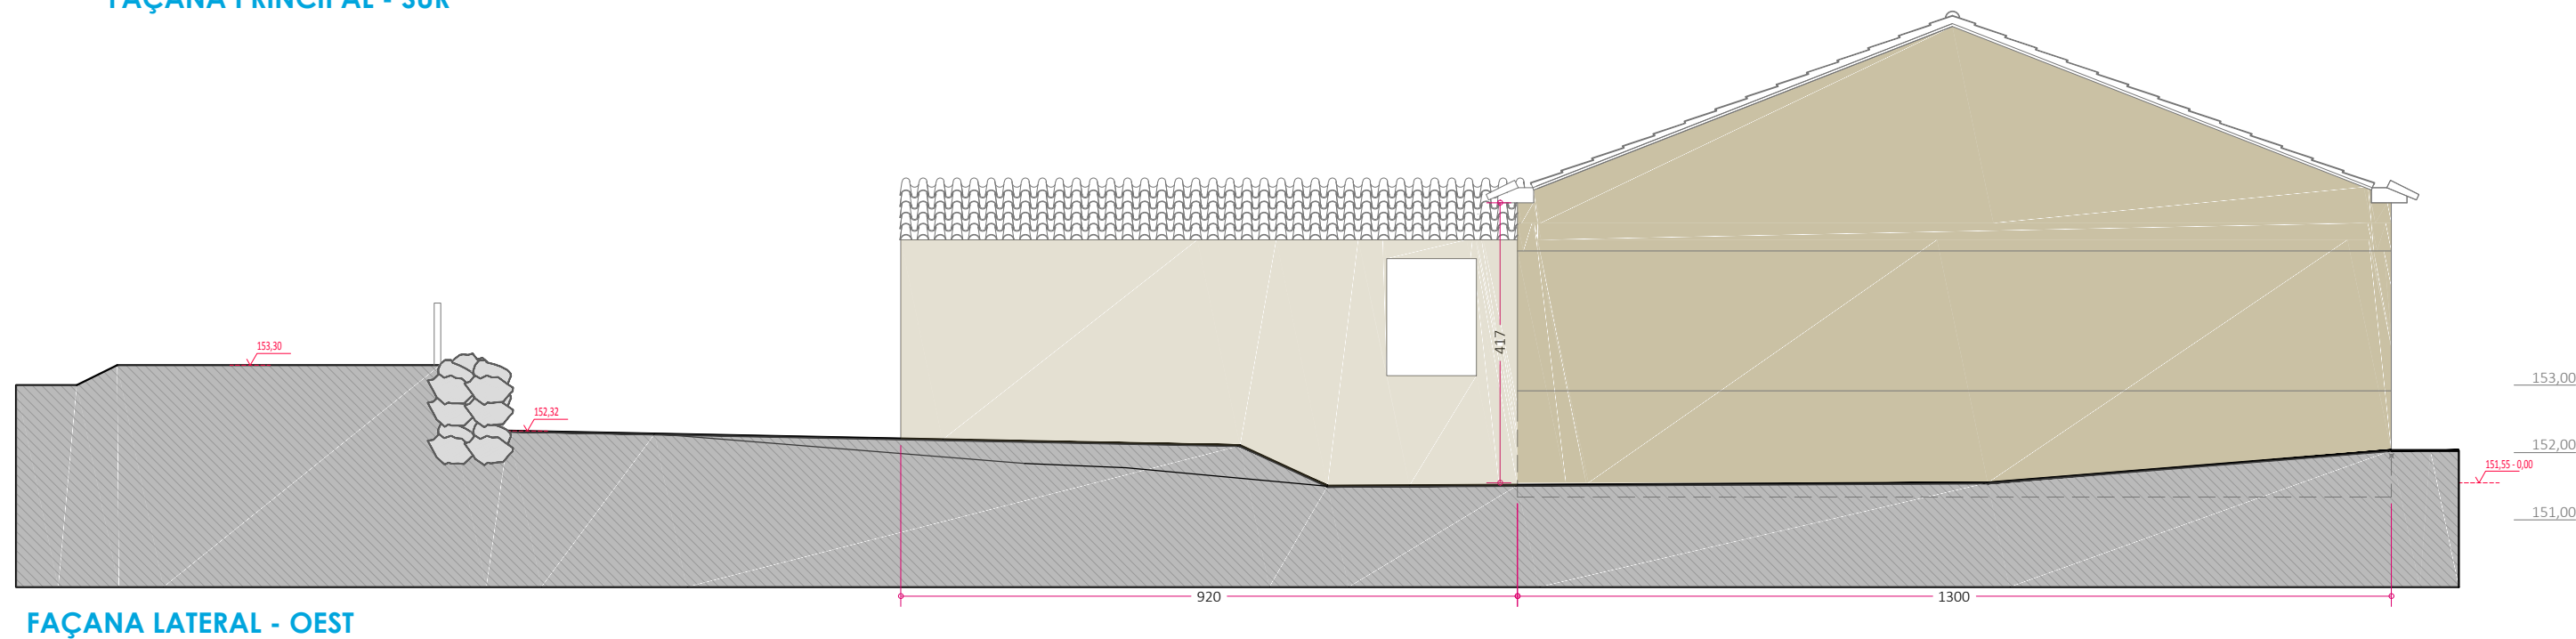 FAÇANA PRINCIPAL - SUR
153,30
152,32
417
153,00
152,00
151,55 - 0,00
151,00
920
1300
FAÇANA LATERAL - OEST